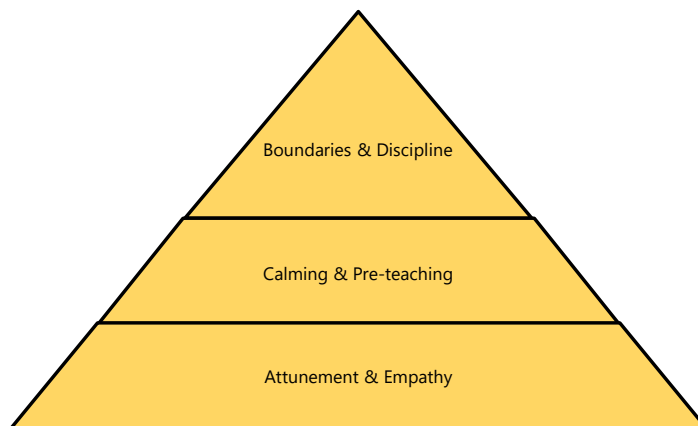 Boundaries & Discipline
Calming & Pre-teaching
Attunement & Empathy